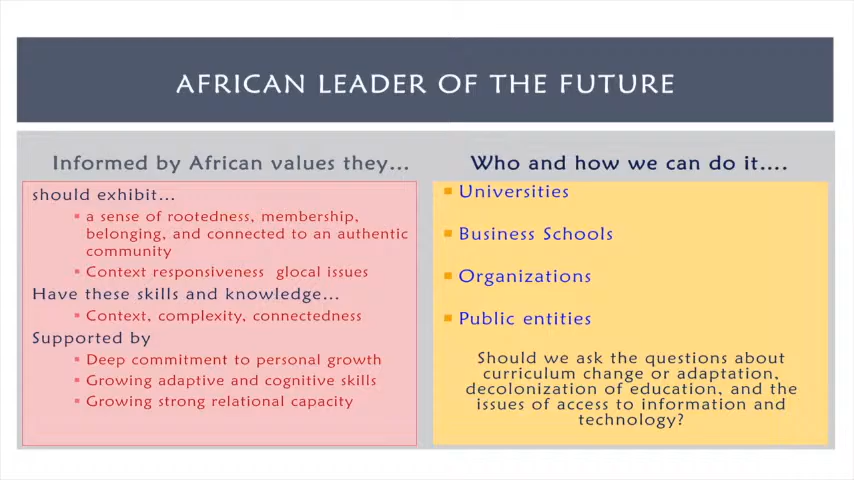 AFRICAN LEADER OF THE FUTURE
Informed by African values they...
should exhibit...
▪ a sense of rootedness, membership,
belonging, and connected to an authentic
community
▪ Context responsiveness glocal issues
Have these skills and knowledge...
▪ Context, complexity, connectedness
Supported by
▪ Deep commitment to personal growth
▪ Growing adaptive and cognitive skills
▪ Growing strong relational capacity
Who and how we can do it....
▪ Universities
▪ Business Schools
▪ Organizations
▪ Public entities
Should we ask the questions about
curriculum change or adaptation,
decolonization of education, and the
issues of access to information and
technology?